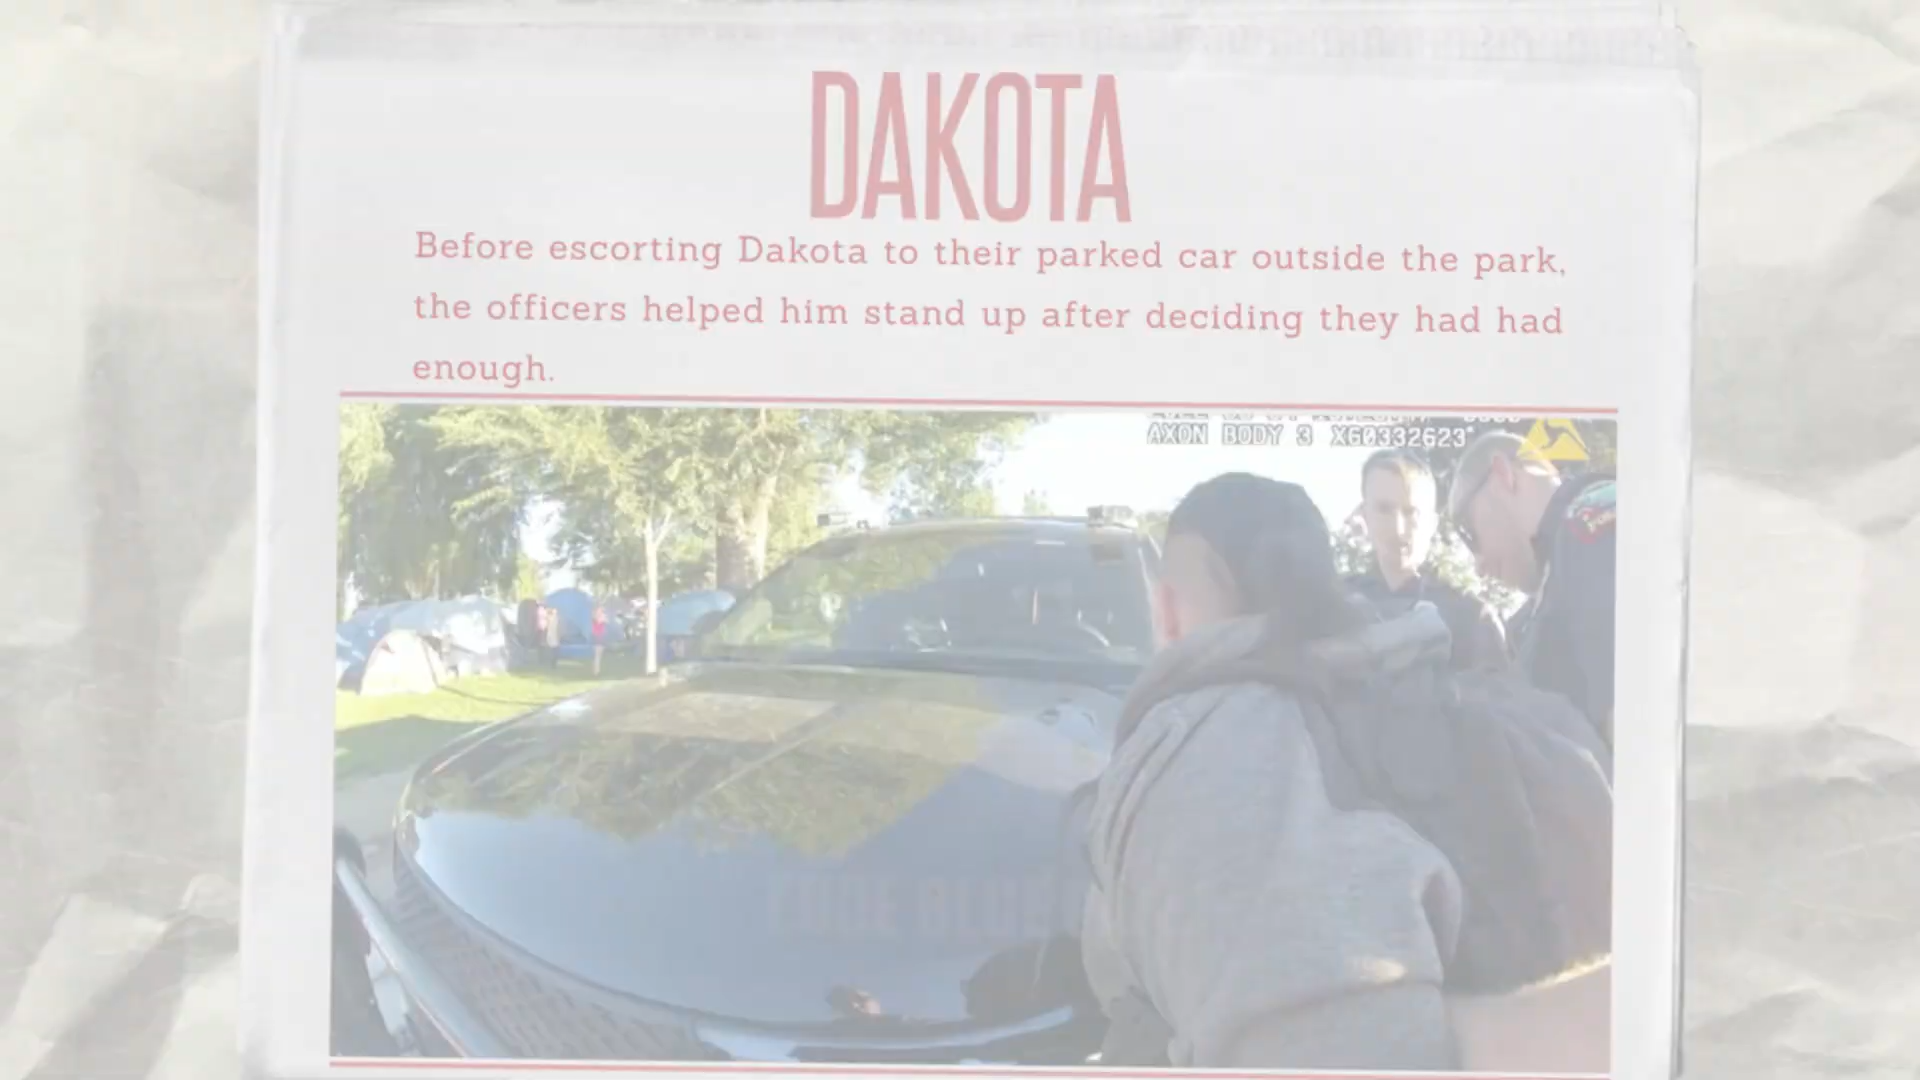 DAKOTA
Before escorting Dakota to their parked car outside the park,
the officers helped him stand up after deciding they had had
enough.
AXON BODY 3 X60332623